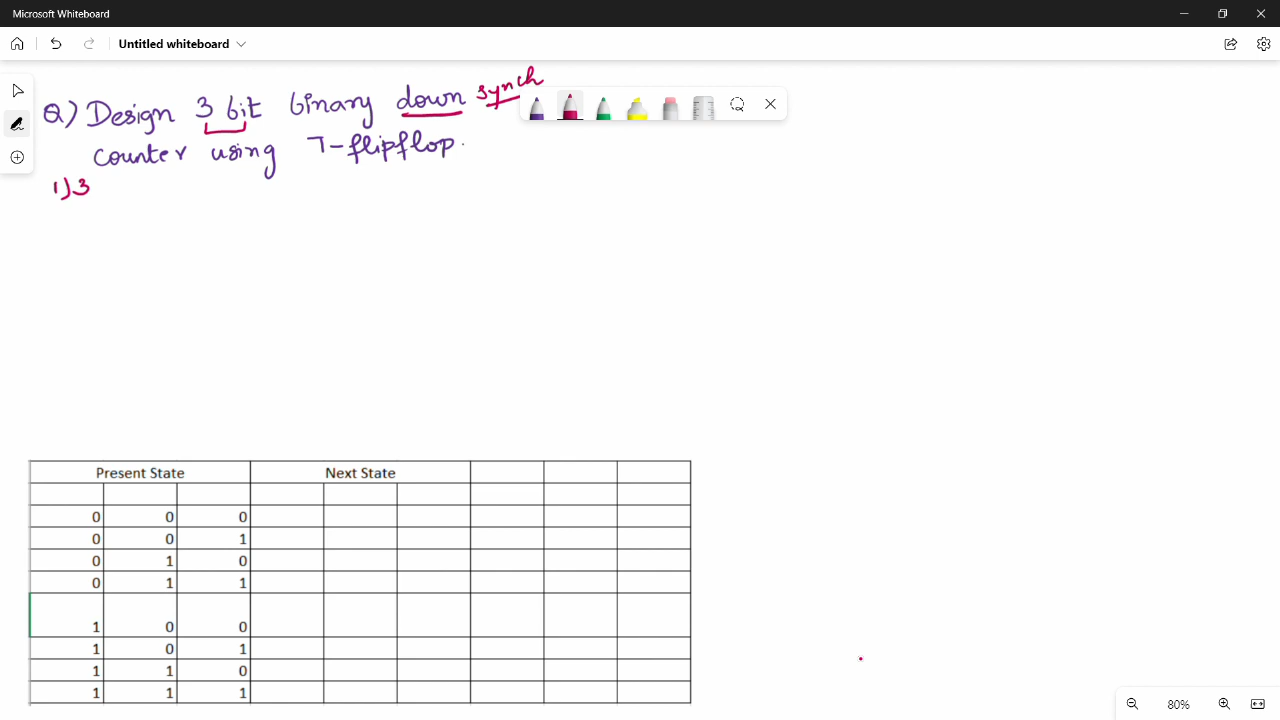 Microsoft Whiteboard
Untitled whiteboard
Q) Design 3 bit binary down synch
counter using T-flipflop.
1) 3
Present State Next State
0 0 0
0 0 1
0 1 0
0 1 1
1 0 0
1 0 1
1 1 0
1 1 1
80%